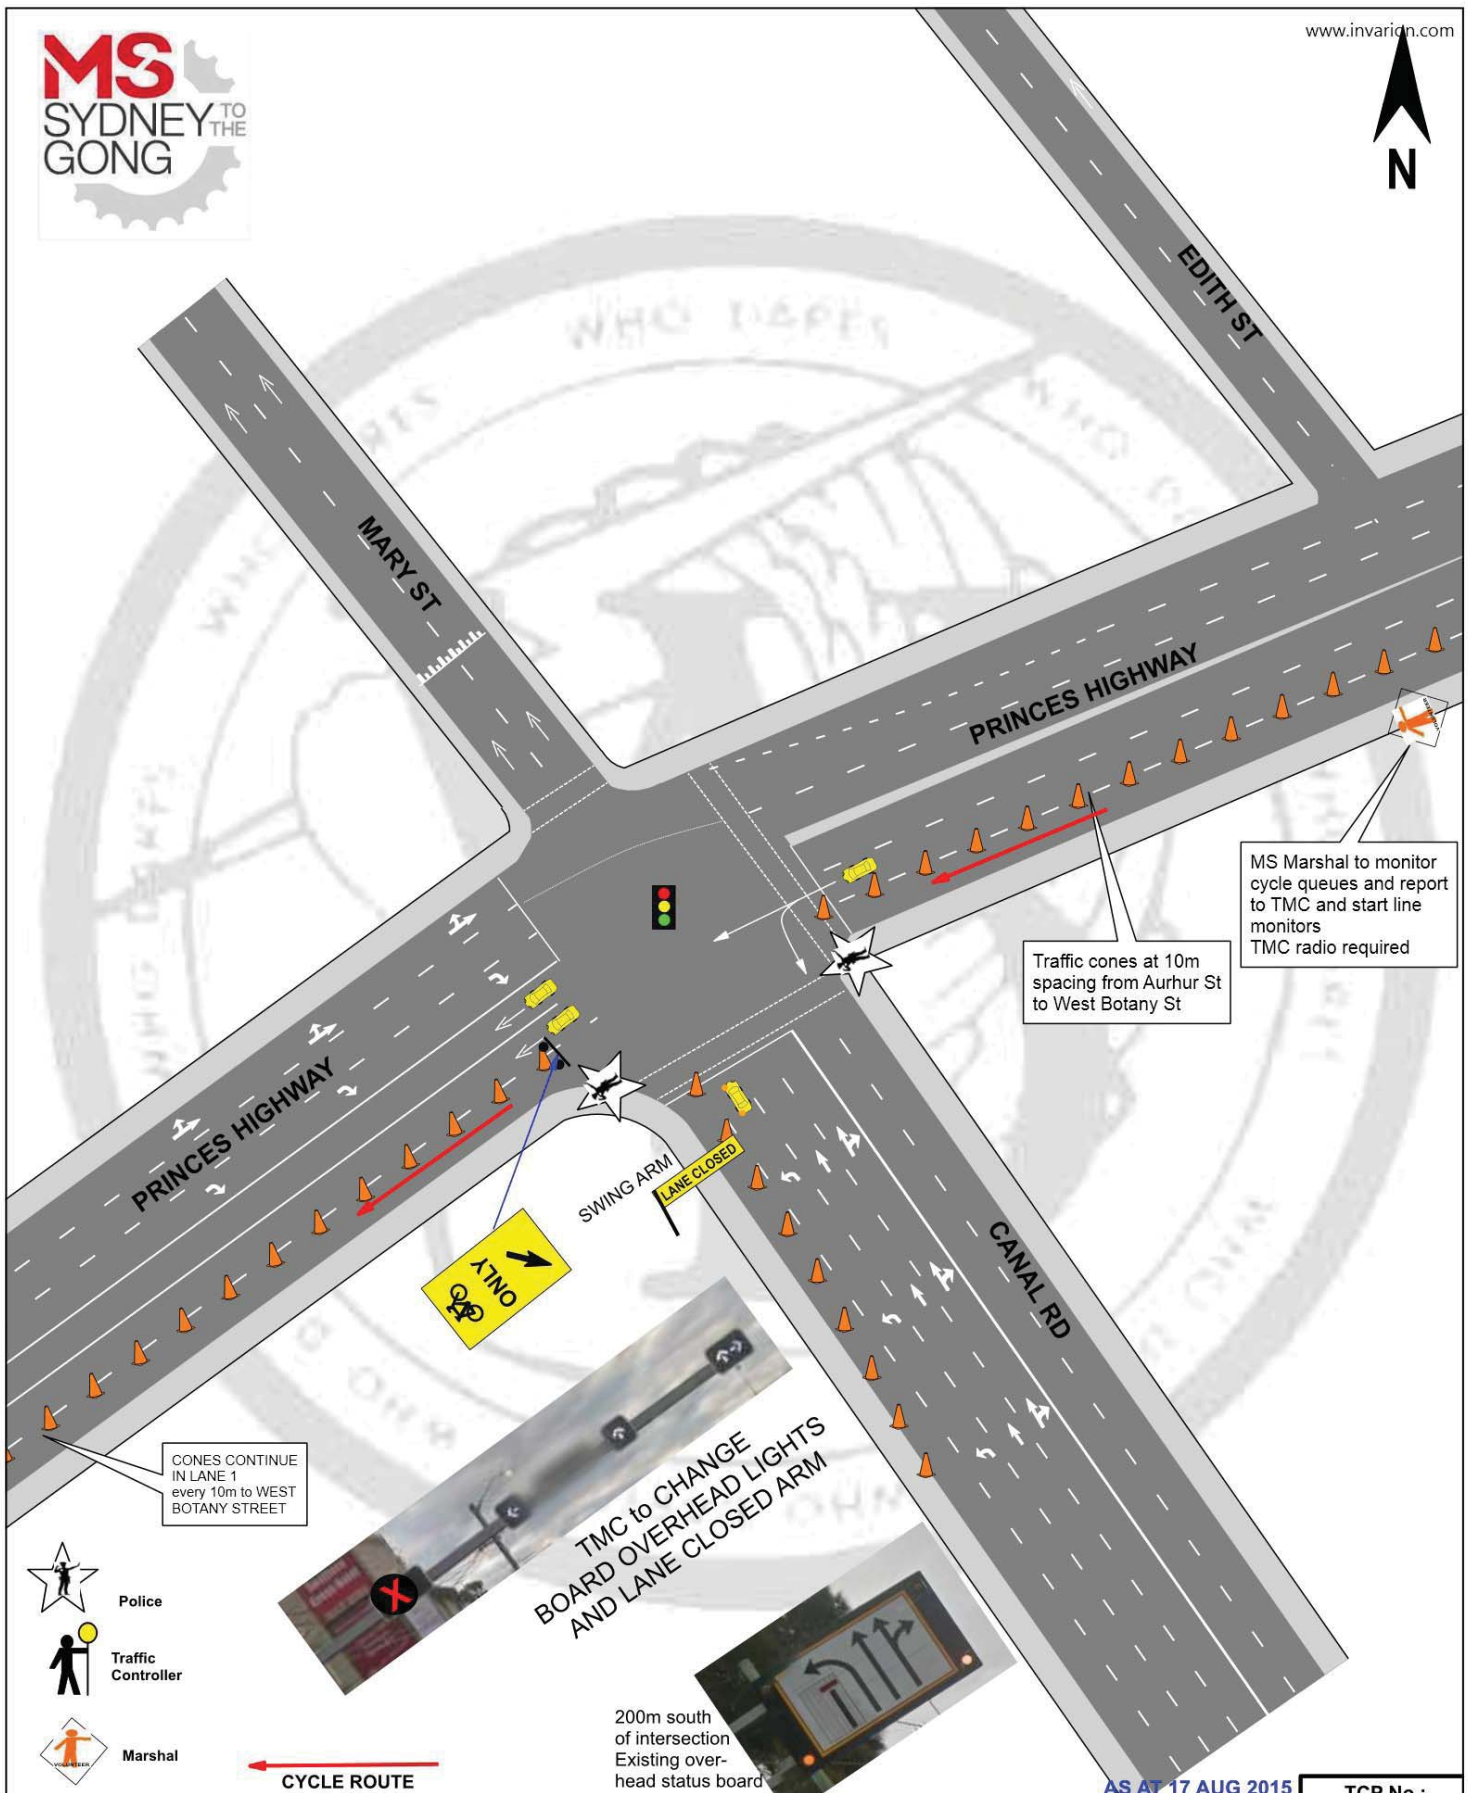 www.invarion.com
MS
SYDNEY TO THE
GONG
N
EDITH ST
MARY ST
PRINCES HIGHWAY
MS Marshal to monitor
cycle queues and report
to TMC and start line
monitors
TMC radio required
Traffic cones at 10m
spacing from Aurhur St
to West Botany St
PRINCES HIGHWAY
SWING ARM
LANE CLOSED
ONLY
CANAL RD
CONES CONTINUE
IN LANE 1
every 10m to WEST
BOTANY STREET
TMC to CHANGE
BOARD OVERHEAD LIGHTS
AND LANE CLOSED ARM
Police
Traffic
Controller
VOLUNTEER
Marshal
CYCLE ROUTE
200m south
of intersection
Existing over-
head status board
AS AT 17 AUG 2015
TCP No :
WHO DARES